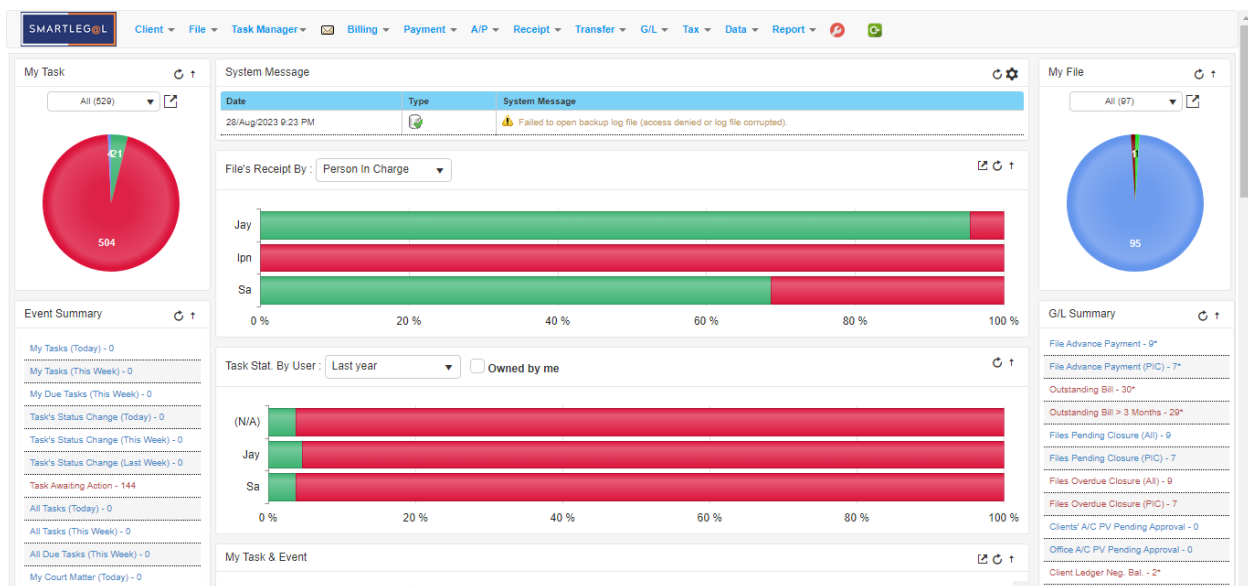 SMARTLEG@L Client File Task Manager Billing Payment A/P Receipt Transfer G/L Tax Data Report
My Task
All (529)
421
504
Event Summary
My Tasks (Today) - 0
My Tasks (This Week) - 0
My Due Tasks (This Week) - 0
Task's Status Change (Today) - 0
Task's Status Change (This Week) - 0
Task's Status Change (Last Week) - 0
Task Awaiting Action - 144
All Tasks (Today) - 0
All Tasks (This Week) - 0
All Due Tasks (This Week) - 0
My Court Matter (Today) - 0
System Message
Date Type System Message
28/Aug/2023 9:23 PM Failed to open backup log file (access denied or log file corrupted).
File's Receipt By : Person In Charge
Jay
Ipn
Sa
0 % 20 % 40 % 60 % 80 % 100 %
Task Stat. By User : Last year Owned by me
(N/A)
Jay
Sa
0 % 20 % 40 % 60 % 80 % 100 %
My Task & Event
My File
All (97)
95
G/L Summary
File Advance Payment - 9*
File Advance Payment (PIC) - 7*
Outstanding Bill - 30*
Outstanding Bill > 3 Months - 29*
Files Pending Closure (All) - 9
Files Pending Closure (PIC) - 7
Files Overdue Closure (All) - 9
Files Overdue Closure (PIC) - 7
Clients' A/C PV Pending Approval - 0
Office A/C PV Pending Approval - 0
Client Ledger Neg. Bal. - 2*